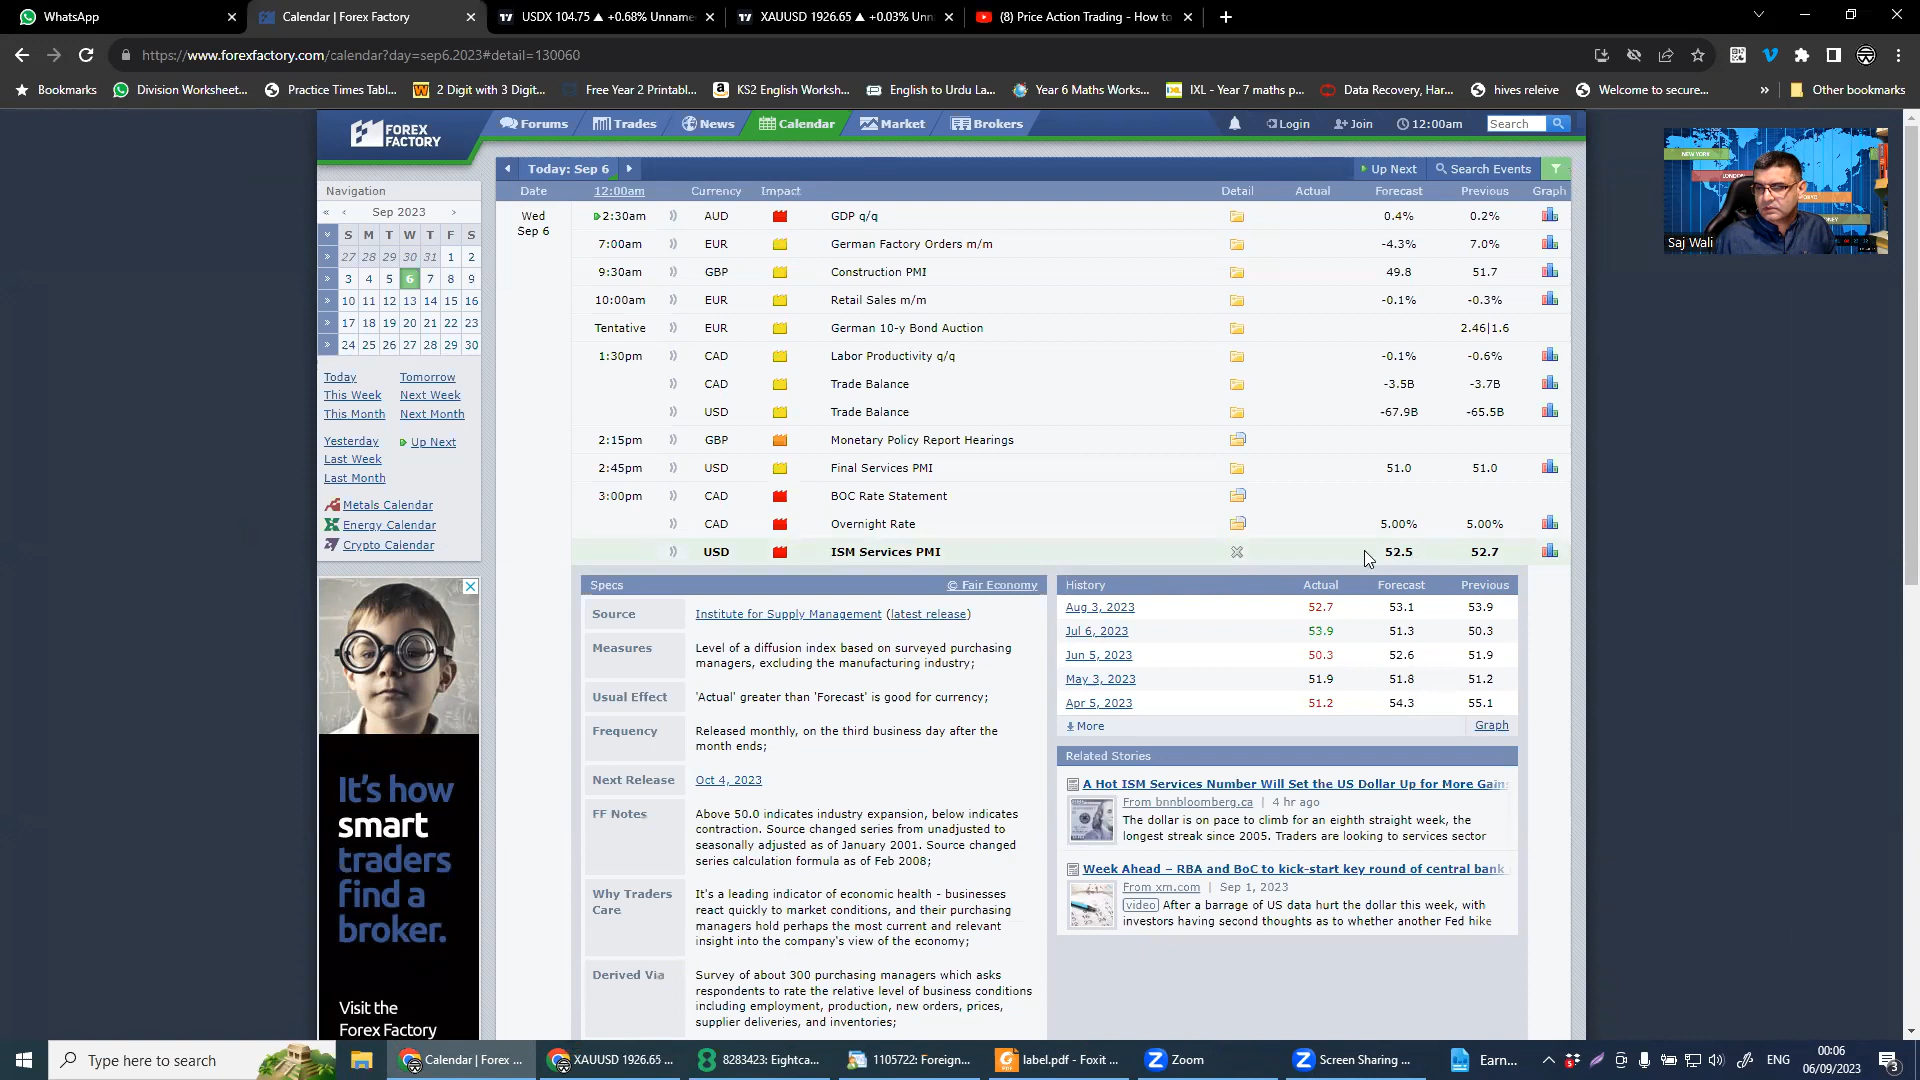 WhatsApp
Calendar | Forex Factory
USDX 104.75 ▲ +0.68% Unname
XAUUSD 1926.65 ▲ +0.03% Unn
(8) Price Action Trading - How to
https://www.forexfactory.com/calendar?day=sep6.2023#detail=130060
Bookmarks
Division Worksheet...
Practice Times Tabl...
2 Digit with 3 Digit...
Free Year 2 Printabl...
KS2 English Worksh...
English to Urdu La...
Year 6 Maths Works...
IXL - Year 7 maths p...
Data Recovery, Har...
hives releive
Welcome to secure...
»
Other bookmarks
FOREX FACTORY
Forums Trades News Calendar Market Brokers
Login Join 12:00am Search
Navigation
« ‹ Sep 2023 ›
S M T W T F S
27 28 29 30 31 1 2
3 4 5 6 7 8 9
10 11 12 13 14 15 16
17 18 19 20 21 22 23
24 25 26 27 28 29 30
Today Tomorrow
This Week Next Week
This Month Next Month
Yesterday Up Next
Last Week
Last Month
Metals Calendar
Energy Calendar
Crypto Calendar
It's how
smart
traders
find a
broker.
Visit the
Forex Factory
Today: Sep 6 Up Next Search Events
Date 12:00am Currency Impact Detail Actual Forecast Previous Graph
Wed
Sep 6
2:30am AUD GDP q/q 0.4% 0.2%
7:00am EUR German Factory Orders m/m -4.3% 7.0%
9:30am GBP Construction PMI 49.8 51.7
10:00am EUR Retail Sales m/m -0.1% -0.3%
Tentative EUR German 10-y Bond Auction 2.46|1.6
1:30pm CAD Labor Productivity q/q -0.1% -0.6%
CAD Trade Balance -3.5B -3.7B
USD Trade Balance -67.9B -65.5B
2:15pm GBP Monetary Policy Report Hearings
2:45pm USD Final Services PMI 51.0 51.0
3:00pm CAD BOC Rate Statement
CAD Overnight Rate 5.00% 5.00%
USD ISM Services PMI 52.5 52.7
Specs © Fair Economy
Source Institute for Supply Management (latest release)
Measures Level of a diffusion index based on surveyed purchasing
managers, excluding the manufacturing industry;
Usual Effect 'Actual' greater than 'Forecast' is good for currency;
Frequency Released monthly, on the third business day after the
month ends;
Next Release Oct 4, 2023
FF Notes Above 50.0 indicates industry expansion, below indicates
contraction. Source changed series from unadjusted to
seasonally adjusted as of January 2001. Source changed
series calculation formula as of Feb 2008;
Why Traders Care It's a leading indicator of economic health - businesses
react quickly to market conditions, and their purchasing
managers hold perhaps the most current and relevant
insight into the company's view of the economy;
Derived Via Survey of about 300 purchasing managers which asks
respondents to rate the relative level of business conditions
including employment, production, new orders, prices,
supplier deliveries, and inventories;
History Actual Forecast Previous
Aug 3, 2023 52.7 53.1 53.9
Jul 6, 2023 53.9 51.3 50.3
Jun 5, 2023 50.3 52.6 51.9
May 3, 2023 51.9 51.8 51.2
Apr 5, 2023 51.2 54.3 55.1
More Graph
Related Stories
A Hot ISM Services Number Will Set the US Dollar Up for More Gain
From bnnbloomberg.ca | 4 hr ago
The dollar is on pace to climb for an eighth straight week, the
longest streak since 2005. Traders are looking to services sector
Week Ahead – RBA and BoC to kick-start key round of central bank
From xm.com | Sep 1, 2023
video After a barrage of US data hurt the dollar this week, with
investors having second thoughts as to whether another Fed hike
NEW YORK
LONDON
Saj Wali
Type here to search
Calendar | Forex ...
XAUUSD 1926.65 ...
8283423: Eightca...
1105722: Foreign...
label.pdf - Foxit ...
Zoom
Screen Sharing ...
Earn...
ENG
00:06
06/09/2023
3